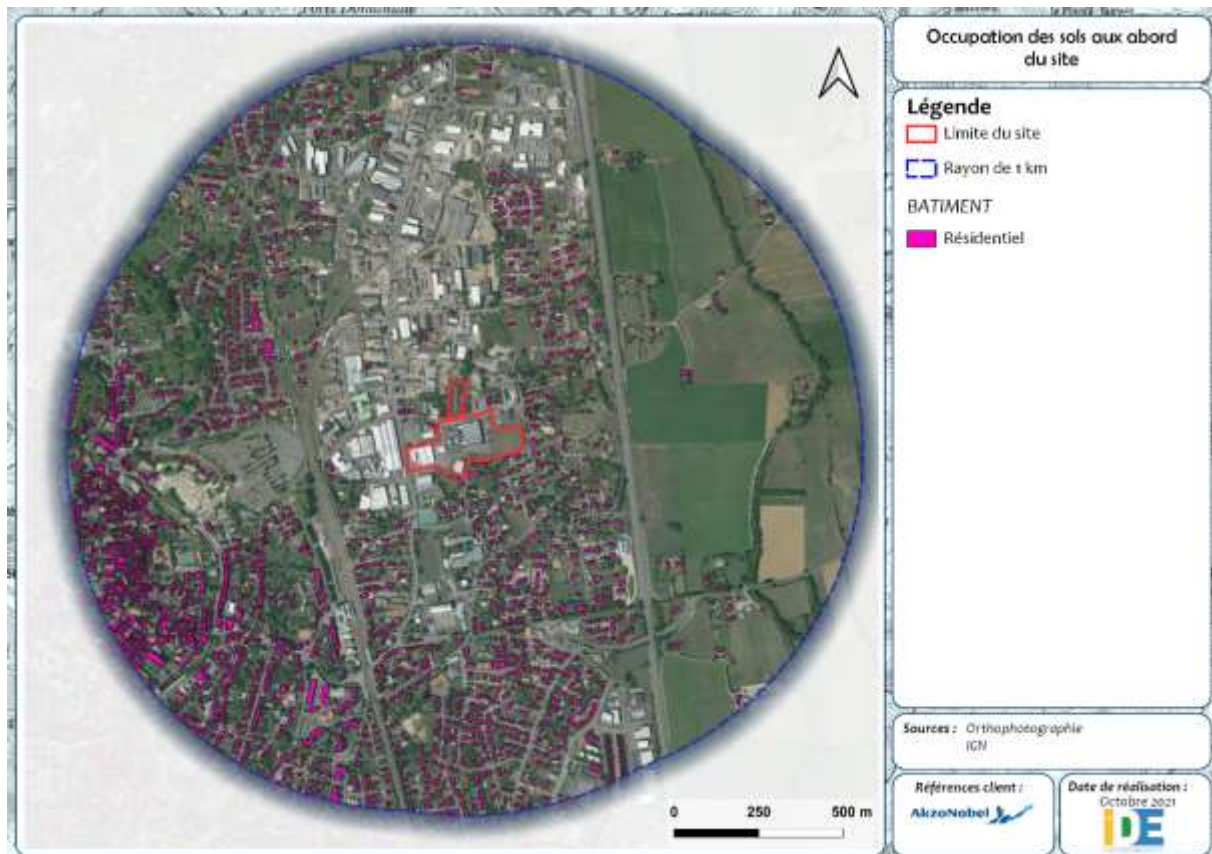 Occupation des sols aux abord
du site
Légende
Limite du site
Rayon de 1 km
BATIMENT
Résidentiel
0 250 500 m
Sources : Orthophotographie
IGN
Références client :
AkzoNobel
Date de réalisation :
Octobre 2021
IDE